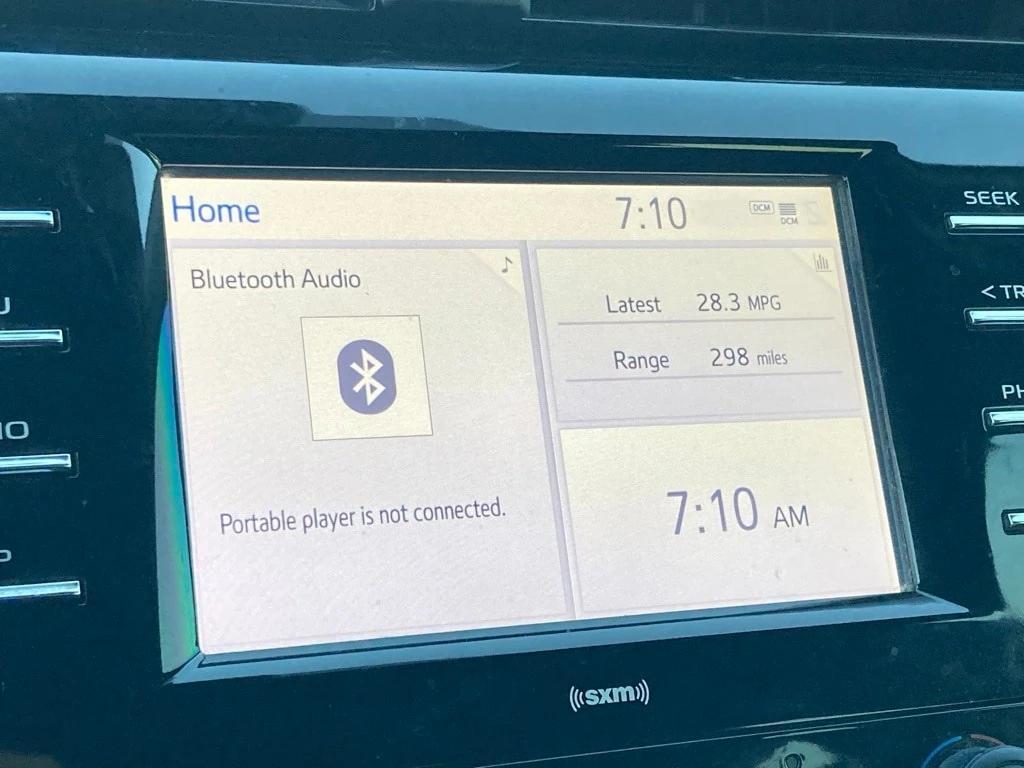 Home 7:10 DCM DCM
Bluetooth Audio
Portable player is not connected.
Latest 28.3 MPG
Range 298 miles
7:10 AM
SEEK
sxm